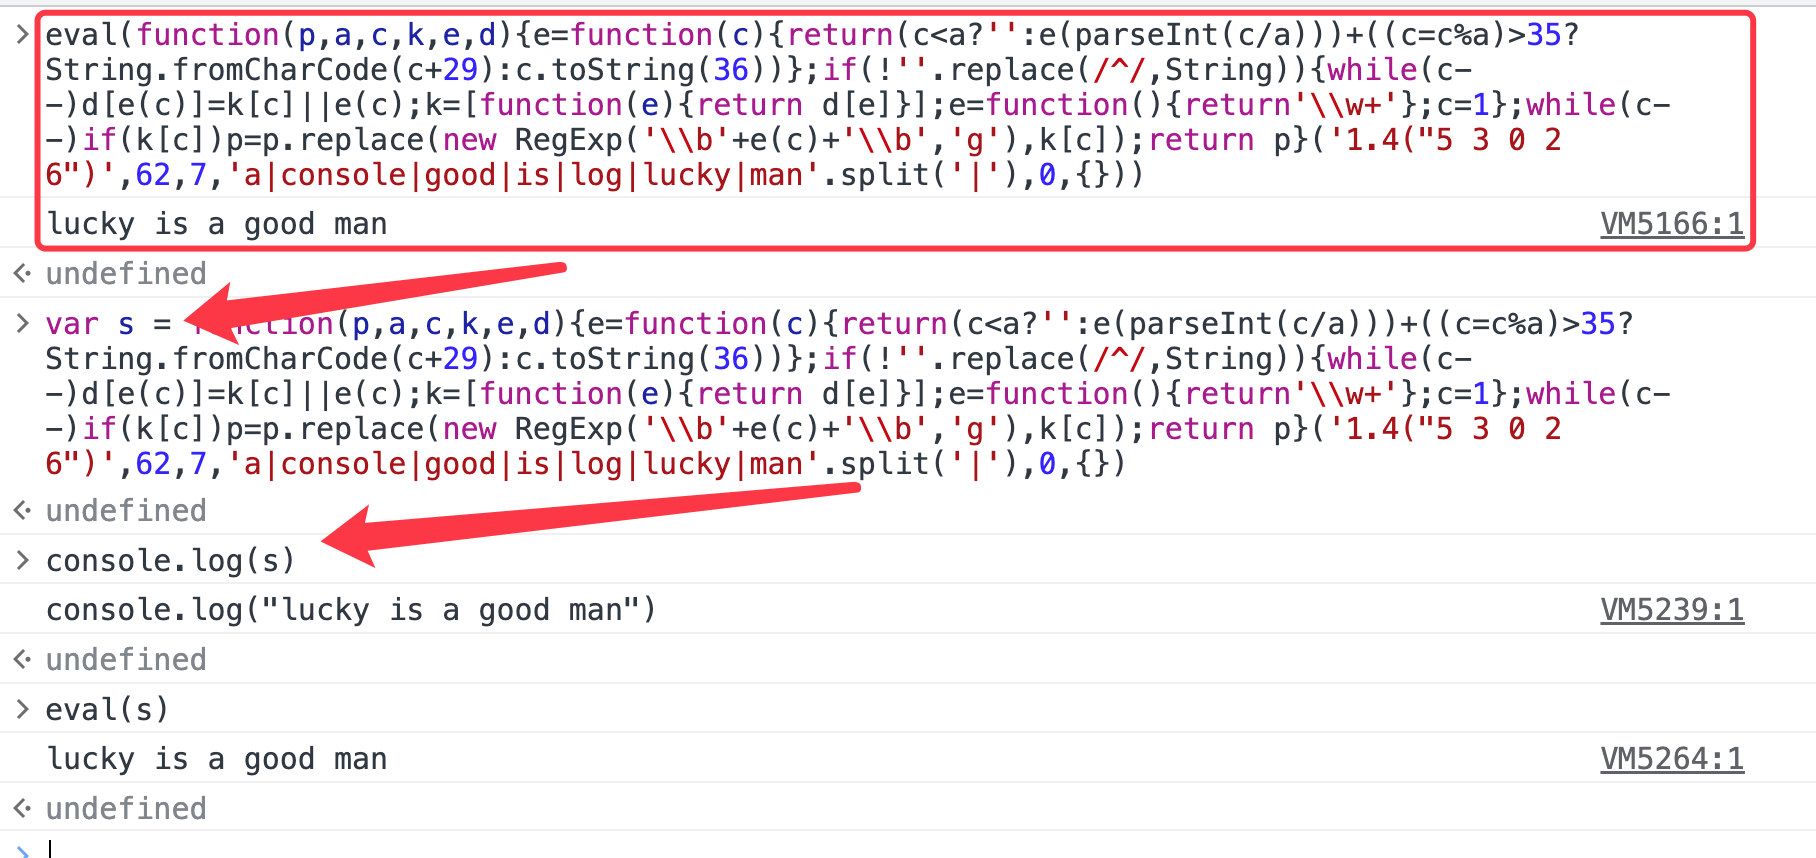 > eval(function(p,a,c,k,e,d){e=function(c){return(c<a?'':e(parseInt(c/a)))+((c=c%a)>35?
String.fromCharCode(c+29):c.toString(36))};if(!''.replace(/^/,String)){while(c-
-)d[e(c)]=k[c]||e(c);k=[function(e){return d[e]}];e=function(){return'\\w+'};c=1};while(c-
-)if(k[c])p=p.replace(new RegExp('\\b'+e(c)+'\\b','g'),k[c]);return p}('1.4("5 3 0 2
6")',62,7,'a|console|good|is|log|lucky|man'.split('|'),0,{}))
lucky is a good man VM5166:1
undefined
> var s = function(p,a,c,k,e,d){e=function(c){return(c<a?'':e(parseInt(c/a)))+((c=c%a)>35?
String.fromCharCode(c+29):c.toString(36))};if(!''.replace(/^/,String)){while(c-
-)d[e(c)]=k[c]||e(c);k=[function(e){return d[e]}];e=function(){return'\\w+'};c=1};while(c-
-)if(k[c])p=p.replace(new RegExp('\\b'+e(c)+'\\b','g'),k[c]);return p}('1.4("5 3 0 2
6")',62,7,'a|console|good|is|log|lucky|man'.split('|'),0,{})
undefined
> console.log(s)
console.log("lucky is a good man") VM5239:1
undefined
> eval(s)
lucky is a good man VM5264:1
undefined
>